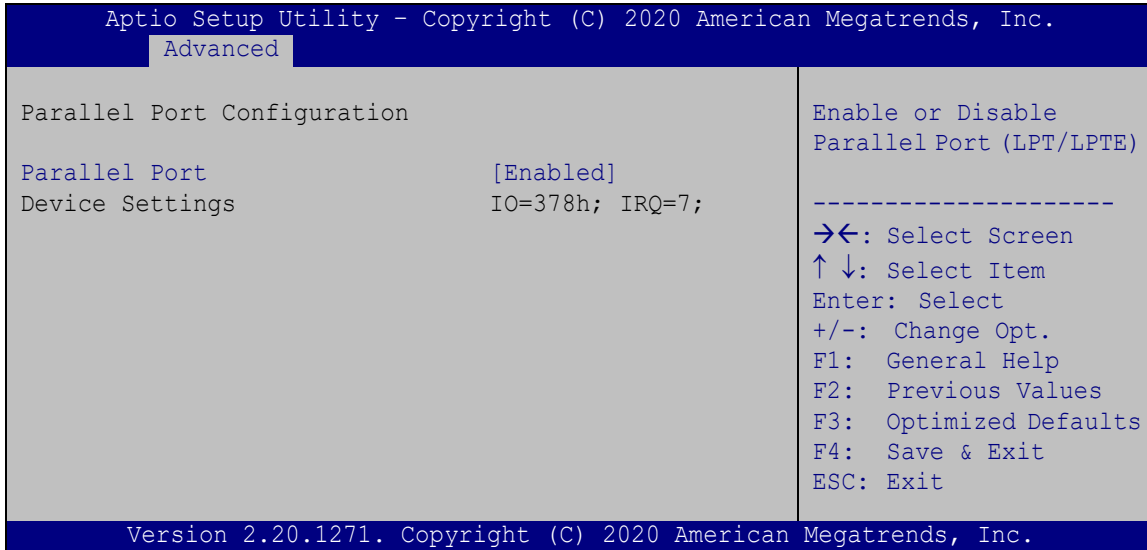 Aptio Setup Utility – Copyright (C) 2020 American Megatrends, Inc.
Advanced
Parallel Port Configuration
Parallel Port [Enabled]
Device Settings IO=378h; IRQ=7;
Enable or Disable
Parallel Port (LPT/LPTE)
---------------------
→←: Select Screen
↑ ↓: Select Item
Enter: Select
+/-: Change Opt.
F1: General Help
F2: Previous Values
F3: Optimized Defaults
F4: Save & Exit
ESC: Exit
Version 2.20.1271. Copyright (C) 2020 American Megatrends, Inc.